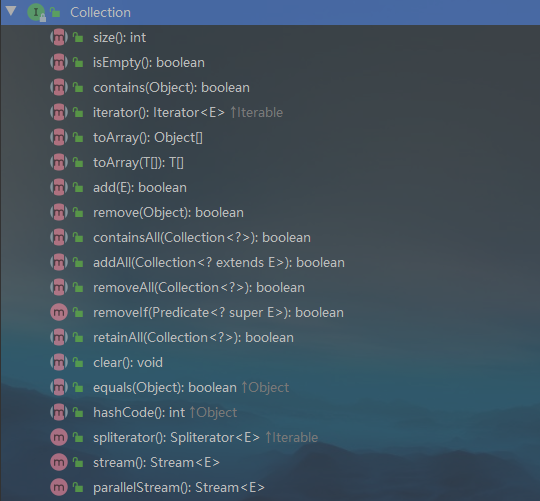 Collection
size(): int
isEmpty(): boolean
contains(Object): boolean
iterator(): Iterator<E> ↑Iterable
toArray(): Object[]
toArray(T[]): T[]
add(E): boolean
remove(Object): boolean
containsAll(Collection<?>): boolean
addAll(Collection<? extends E>): boolean
removeAll(Collection<?>): boolean
removeIf(Predicate<? super E>): boolean
retainAll(Collection<?>): boolean
clear(): void
equals(Object): boolean ↑Object
hashCode(): int ↑Object
spliterator(): Spliterator<E> ↑Iterable
stream(): Stream<E>
parallelStream(): Stream<E>